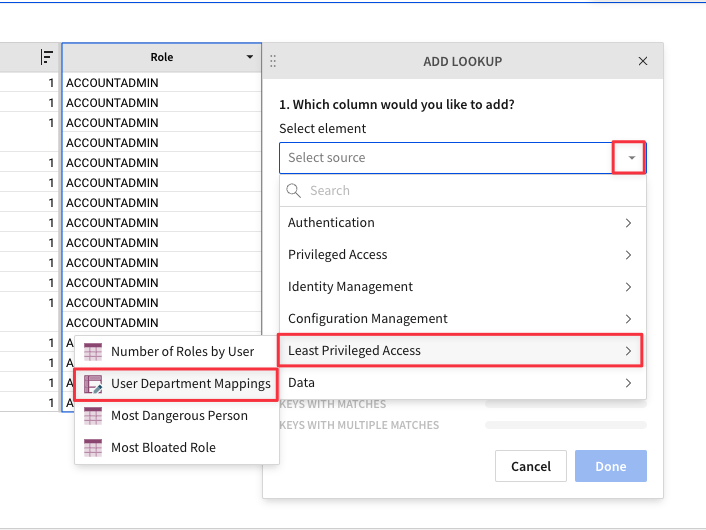 Role
ADD LOOKUP
1 ACCOUNTADMIN
1 ACCOUNTADMIN
1 ACCOUNTADMIN
ACCOUNTADMIN
1 ACCOUNTADMIN
1 ACCOUNTADMIN
1 ACCOUNTADMIN
1 ACCOUNTADMIN
1 ACCOUNTADMIN
1 ACCOUNTADMIN
1 ACCOUNTADMIN
1 ACCOUNTADMIN
ACCOUNTADMIN
1 A
1 A
1 A
1 A
1. Which column would you like to add?
Select element
Select source
Search
Authentication
Privileged Access
Identity Management
Configuration Management
Least Privileged Access
Data
Number of Roles by User
User Department Mappings
Most Dangerous Person
Most Bloated Role
KEYS WITH MATCHES
KEYS WITH MULTIPLE MATCHES
Cancel
Done